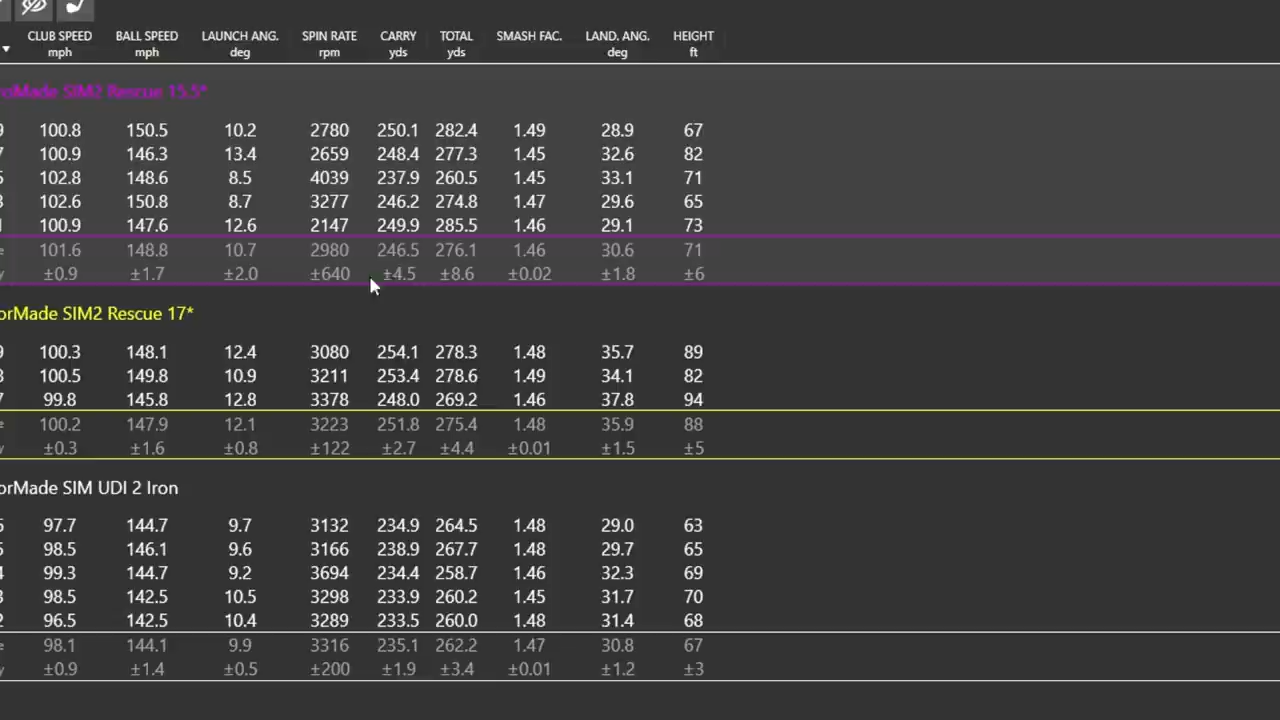 CLUB SPEED BALL SPEED LAUNCH ANG. SPIN RATE CARRY TOTAL SMASH FAC. LAND. ANG. HEIGHT
mph mph deg rpm yds yds deg ft
orMade SIM2 Rescue 15.5*
9 100.8 150.5 10.2 2780 250.1 282.4 1.49 28.9 67
7 100.9 146.3 13.4 2659 248.4 277.3 1.45 32.6 82
5 102.8 148.6 8.5 4039 237.9 260.5 1.45 33.1 71
3 102.6 150.8 8.7 3277 246.2 274.8 1.47 29.6 65
1 100.9 147.6 12.6 2147 249.9 285.5 1.46 29.1 73
e 101.6 148.8 10.7 2980 246.5 276.1 1.46 30.6 71
y ±0.9 ±1.7 ±2.0 ±640 ±4.5 ±8.6 ±0.02 ±1.8 ±6
orMade SIM2 Rescue 17*
9 100.3 148.1 12.4 3080 254.1 278.3 1.48 35.7 89
8 100.5 149.8 10.9 3211 253.4 278.6 1.49 34.1 82
7 99.8 145.8 12.8 3378 248.0 269.2 1.46 37.8 94
e 100.2 147.9 12.1 3223 251.8 275.4 1.48 35.9 88
y ±0.3 ±1.6 ±0.8 ±122 ±2.7 ±4.4 ±0.01 ±1.5 ±5
orMade SIM UDI 2 Iron
6 97.7 144.7 9.7 3132 234.9 264.5 1.48 29.0 63
5 98.5 146.1 9.6 3166 238.9 267.7 1.48 29.7 65
4 99.3 144.7 9.2 3694 234.4 258.7 1.46 32.3 69
3 98.5 142.5 10.5 3298 233.9 260.2 1.45 31.7 70
2 96.5 142.5 10.4 3289 233.5 260.0 1.48 31.4 68
e 98.1 144.1 9.9 3316 235.1 262.2 1.47 30.8 67
y ±0.9 ±1.4 ±0.5 ±200 ±1.9 ±3.4 ±0.01 ±1.2 ±3